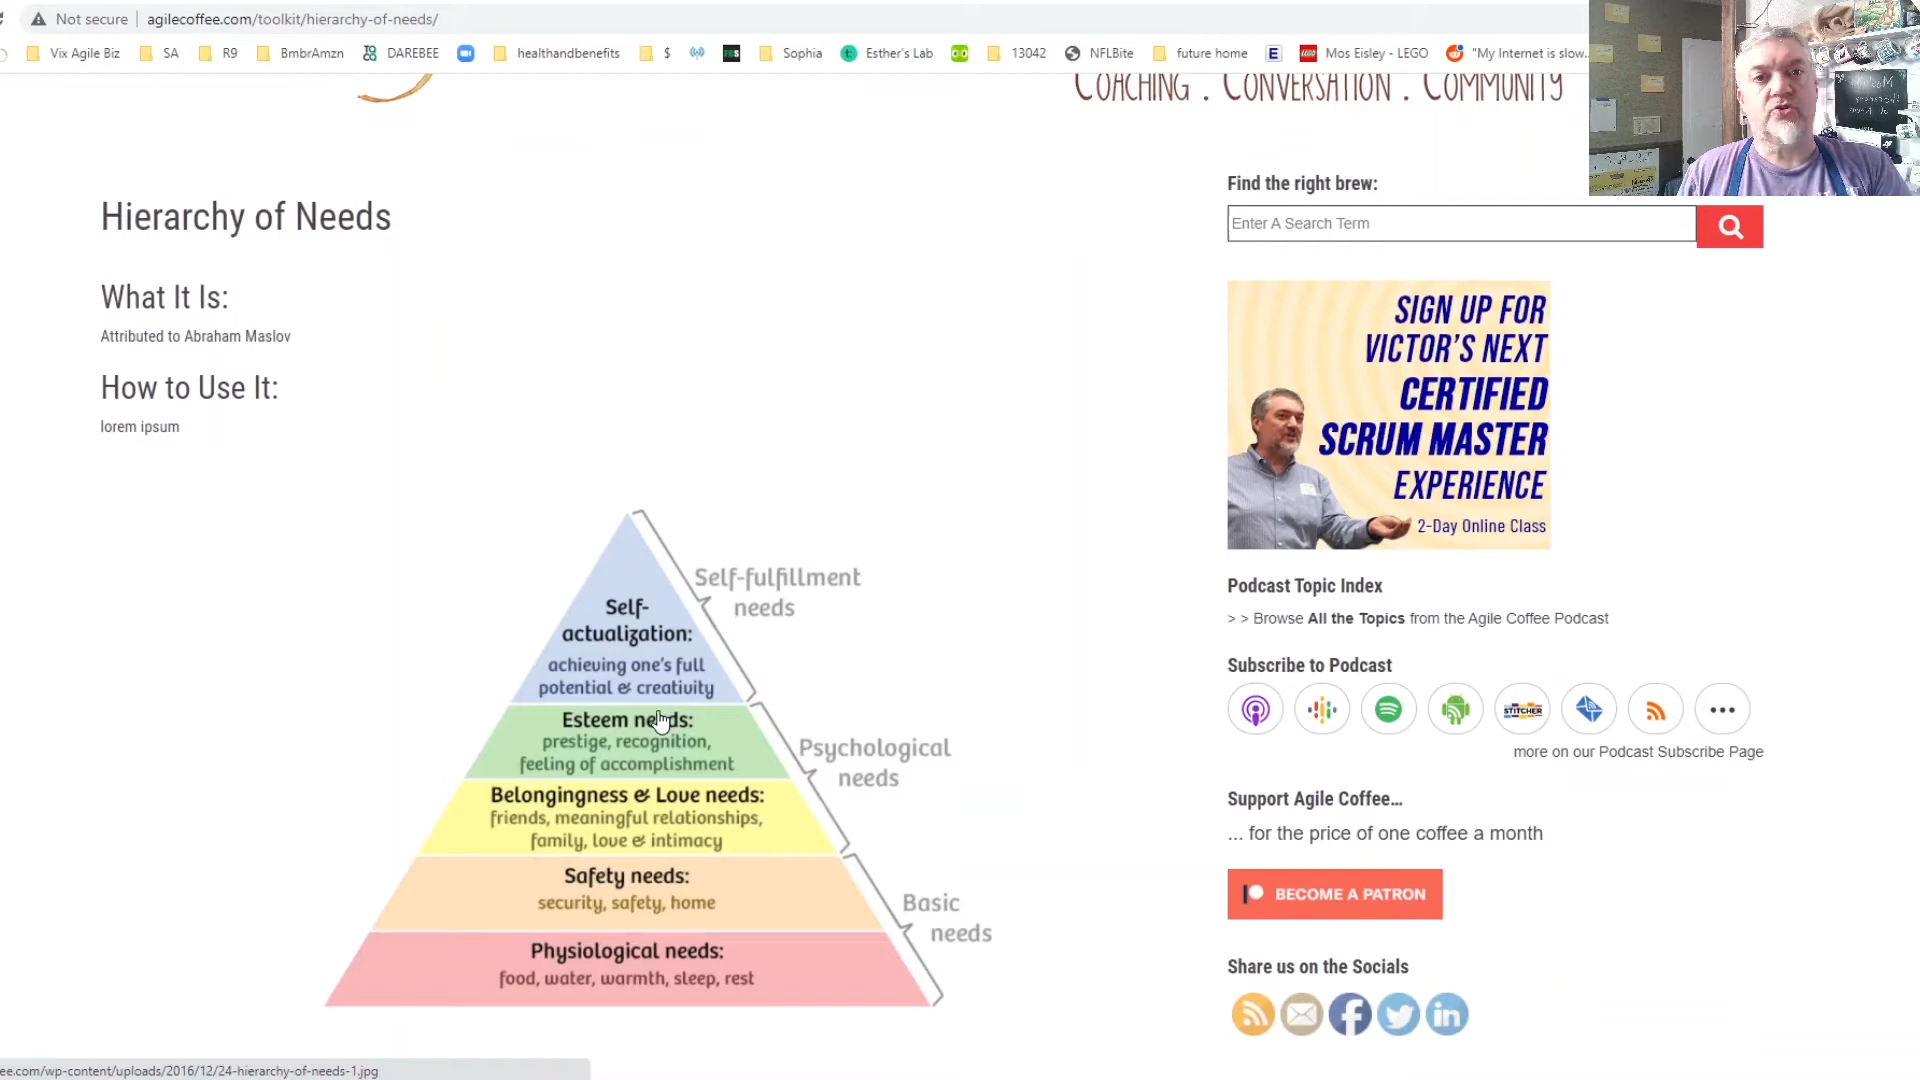 Not secure
agilecoffee.com/toolkit/hierarchy-of-needs/
Vix Agile Biz
SA
R9
BmbrAmzn
DAREBEE
healthandbenefits
$
Sophia
Esther's Lab
13042
NFLBite
future home
E
Mos Eisley - LEGO
"My Internet is slow...
COACHING . CONVERSATION . COMMUNITY
Hierarchy of Needs
What It Is:
Attributed to Abraham Maslov
How to Use It:
lorem ipsum
Self-fulfillment
needs
Self-
actualization:
achieving one's full
potential & creativity
Esteem needs:
prestige, recognition,
feeling of accomplishment
Psychological
needs
Belongingness & Love needs:
friends, meaningful relationships,
family, love & intimacy
Safety needs:
security, safety, home
Basic
needs
Physiological needs:
food, water, warmth, sleep, rest
Find the right brew:
Enter A Search Term
SIGN UP FOR
VICTOR'S NEXT
CERTIFIED
SCRUM MASTER
EXPERIENCE
2-Day Online Class
Podcast Topic Index
> > Browse All the Topics from the Agile Coffee Podcast
Subscribe to Podcast
STITCHER
more on our Podcast Subscribe Page
Support Agile Coffee...
... for the price of one coffee a month
BECOME A PATRON
Share us on the Socials
in
ee.com/wp-content/uploads/2016/12/24-hierarchy-of-needs-1.jpg